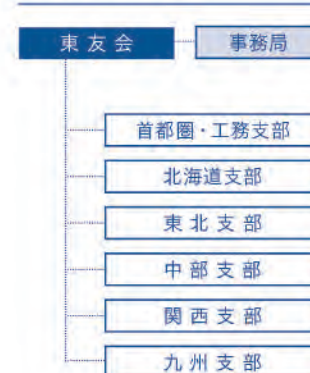 東友会 事務局
首都圏・工務支部
北海道支部
東北支部
中部支部
関西支部
九州支部